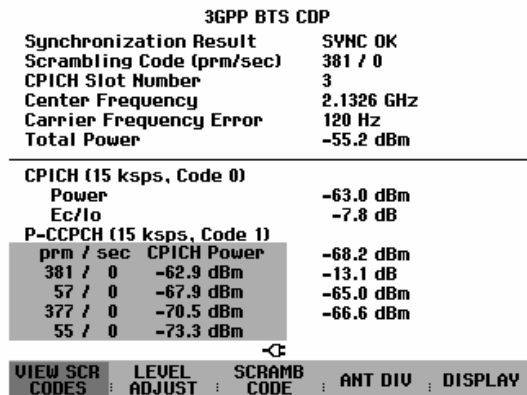 3GPP BTS CDP
Synchronization Result SYNC OK
Scrambling Code (prm/sec) 381 / 0
CPICH Slot Number 3
Center Frequency 2.1326 GHz
Carrier Frequency Error 120 Hz
Total Power -55.2 dBm
CPICH (15 ksps, Code 0)
Power -63.0 dBm
Ec/Io -7.8 dB
P-CCPCH (15 ksps, Code 1)
prm / sec CPICH Power -68.2 dBm
381 / 0 -62.9 dBm -13.1 dB
57 / 0 -67.9 dBm -65.0 dBm
377 / 0 -70.5 dBm -66.6 dBm
55 / 0 -73.3 dBm
VIEW SCR CODES LEVEL ADJUST SCRAMB CODE ANT DIV DISPLAY